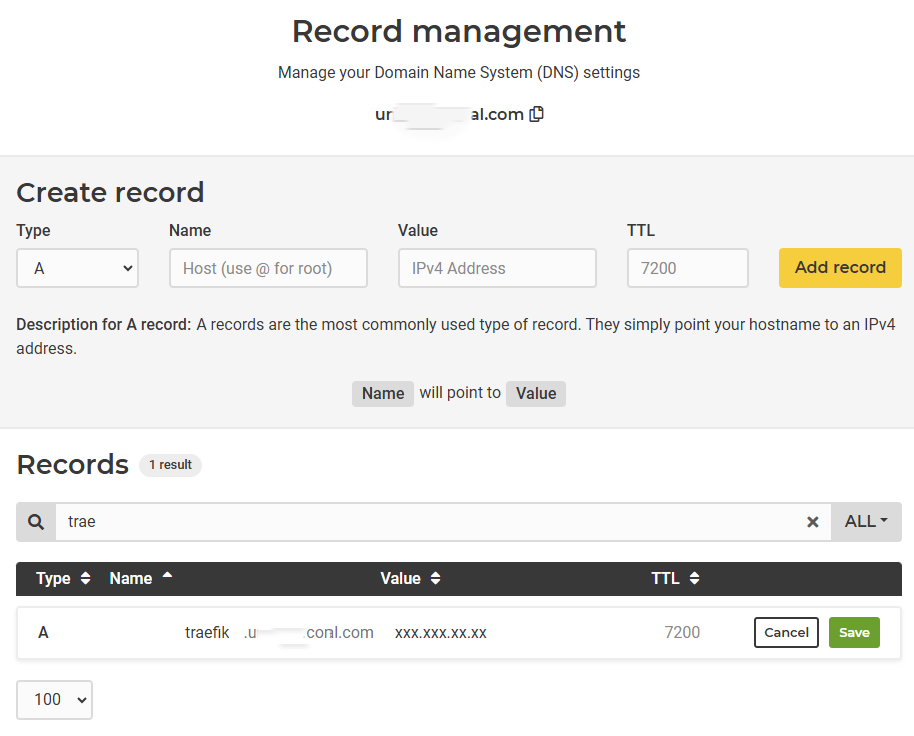 Record management
Manage your Domain Name System (DNS) settings
ur al.com
Create record
Type Name Value TTL
A Host (use @ for root) IPv4 Address 7200 Add record
Description for A record: A records are the most commonly used type of record. They simply point your hostname to an IPv4
address.
Name will point to Value
Records 1 result
trae ALL
Type Name Value TTL
A traefik .u .conl.com xxx.xxx.xx.xx 7200 Cancel Save
100